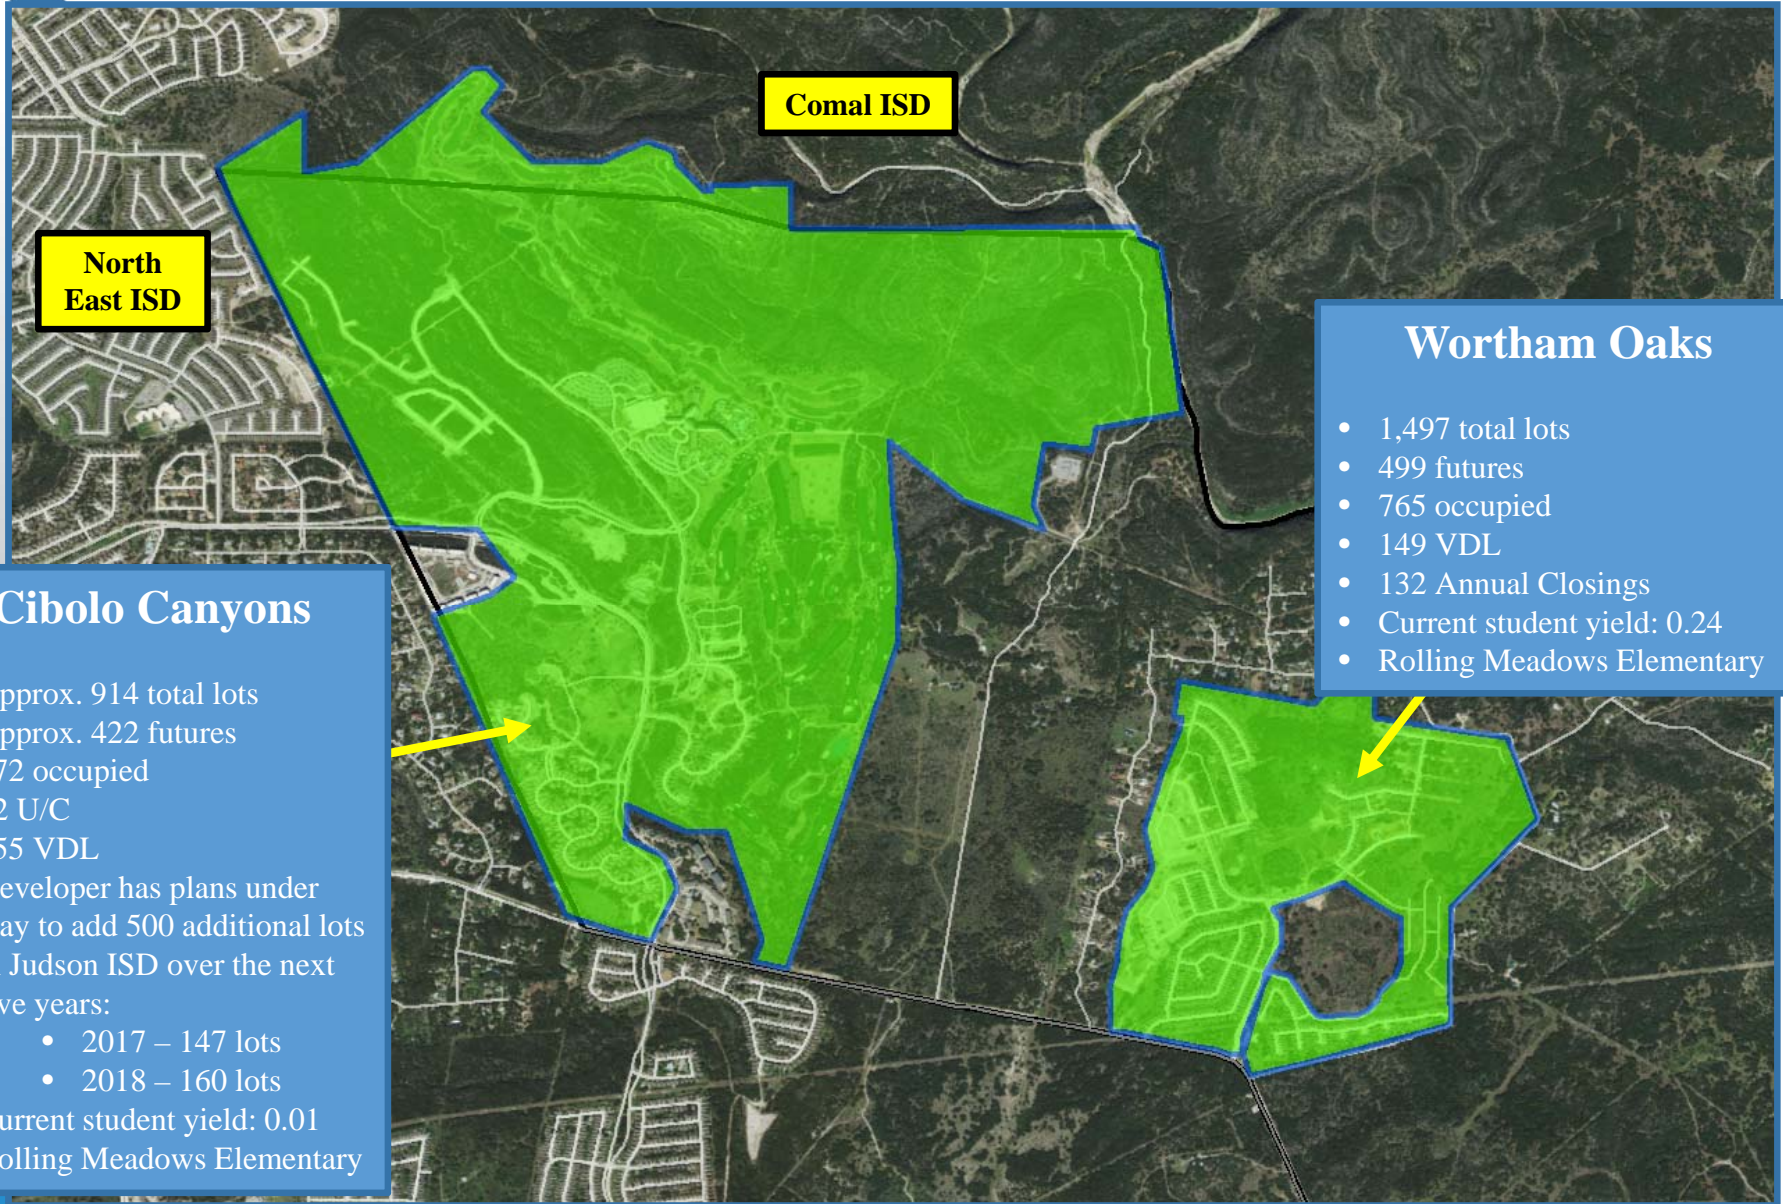 Comal ISD
North
East ISD
Wortham Oaks
• 1,497 total lots
• 499 futures
• 765 occupied
• 149 VDL
• 132 Annual Closings
• Current student yield: 0.24
• Rolling Meadows Elementary
Cibolo Canyons
pprox. 914 total lots
pprox. 422 futures
72 occupied
2 U/C
55 VDL
eveloper has plans under
ay to add 500 additional lots
Judson ISD over the next
ve years:
• 2017 – 147 lots
• 2018 – 160 lots
urrent student yield: 0.01
olling Meadows Elementary